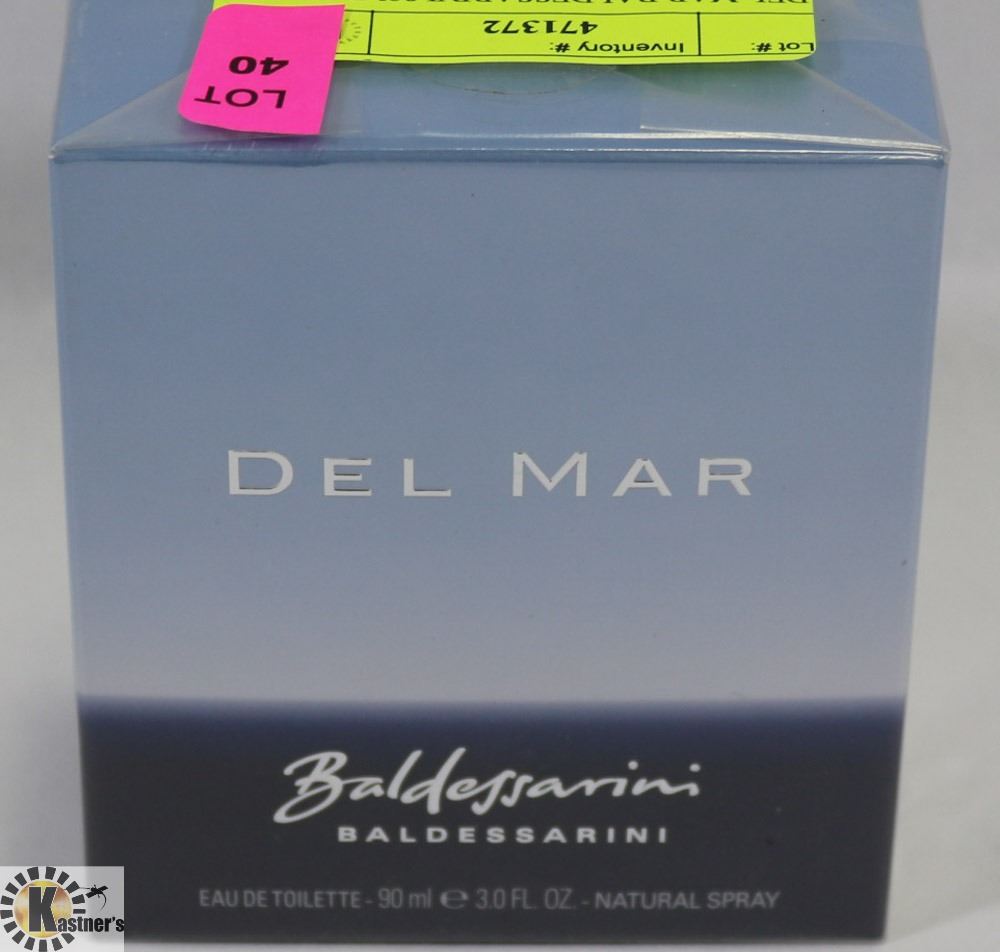 Lot #:
Inventory #:
471372
LOT
40
DEL MAR
Baldessarini
BALDESSARINI
EAU DE TOILETTE - 90 ml e 3.0 FL. OZ. - NATURAL SPRAY
Kastner's